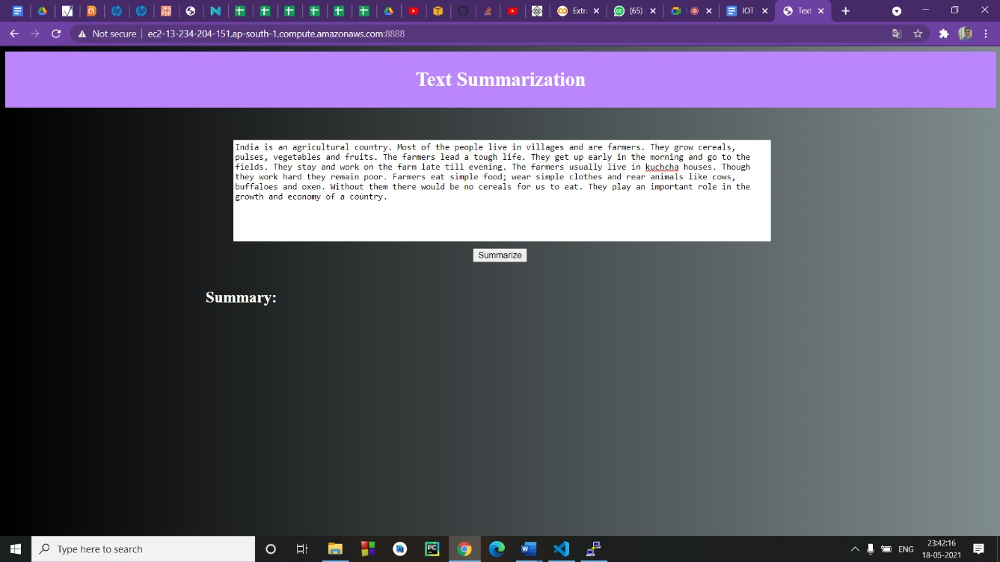 Extra
(65)
IOT
Text
Not secure
ec2-13-234-204-151.ap-south-1.compute.amazonaws.com:8888
Text Summarization
India is an agricultural country. Most of the people live in villages and are farmers. They grow cereals,
pulses, vegetables and fruits. The farmers lead a tough life. They get up early in the morning and go to the
fields. They stay and work on the farm late till evening. The farmers usually live in kuchcha houses. Though
they work hard they remain poor. Farmers eat simple food; wear simple clothes and rear animals like cows,
buffaloes and oxen. Without them there would be no cereals for us to eat. They play an important role in the
growth and economy of a country.
Summarize
Summary:
Type here to search
ENG
23:42:16
18-05-2021